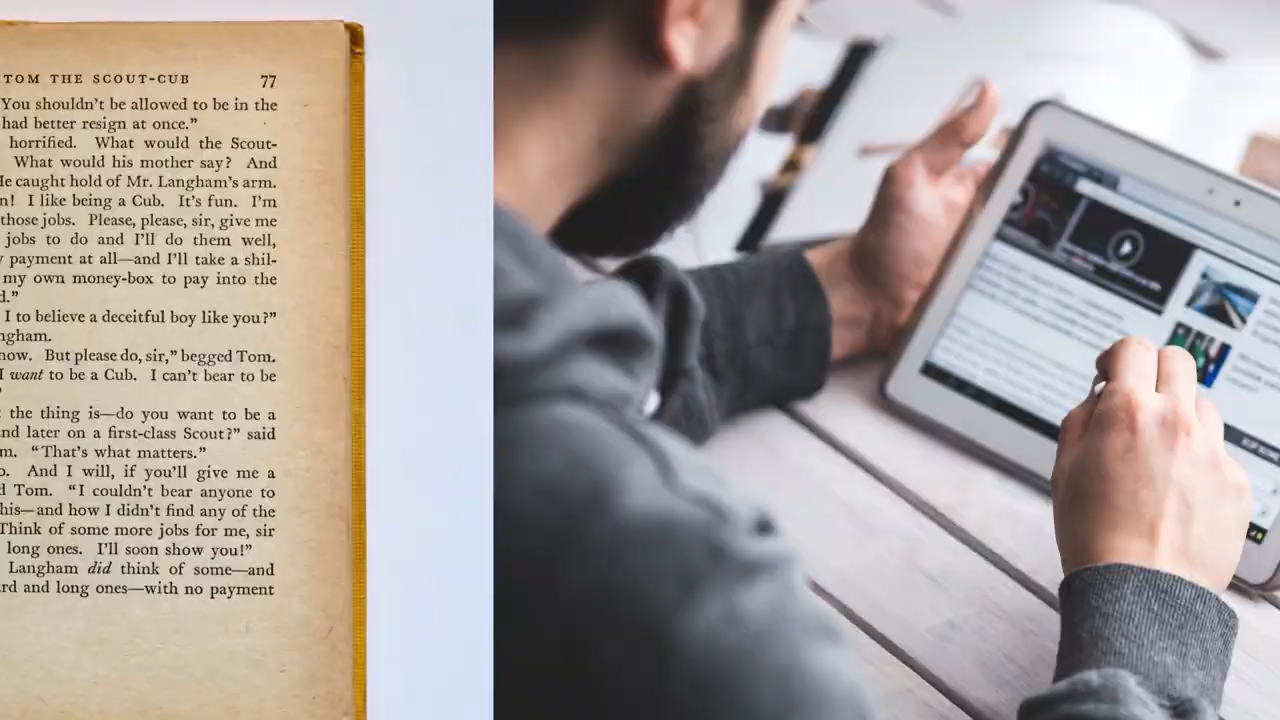 TOM THE SCOUT-CUB 77
You shouldn't be allowed to be in the
had better resign at once."
horrified. What would the Scout-
What would his mother say? And
He caught hold of Mr. Langham's arm.
n! I like being a Cub. It's fun. I'm
those jobs. Please, please, sir, give me
jobs to do and I'll do them well,
y payment at all—and I'll take a shil-
my own money-box to pay into the
d."
I to believe a deceitful boy like you?"
ngham.
now. But please do, sir," begged Tom.
I want to be a Cub. I can't bear to be
the thing is—do you want to be a
nd later on a first-class Scout?" said
m. "That's what matters."
o. And I will, if you'll give me a
d Tom. "I couldn't bear anyone to
his—and how I didn't find any of the
Think of some more jobs for me, sir
long ones. I'll soon show you!"
Langham did think of some—and
rd and long ones—with no payment